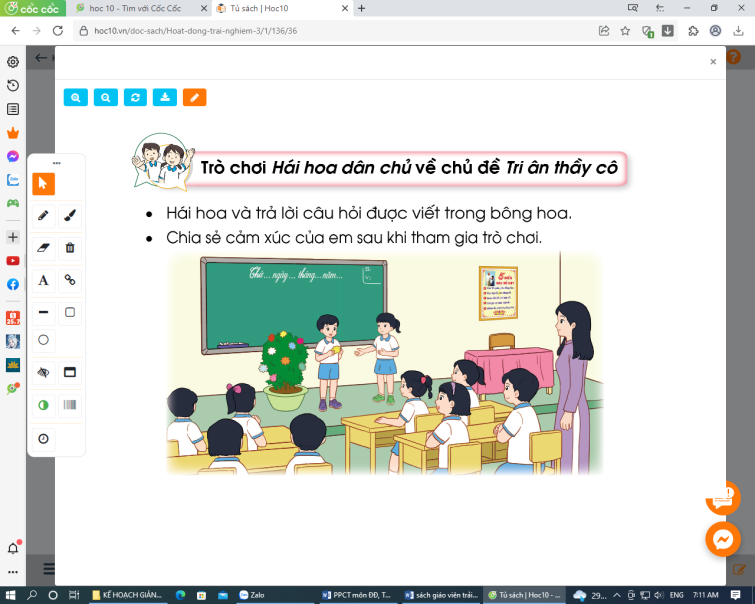 cốc cốc
học 10 - Tìm với Cốc Cốc
Tủ sách | Hoc10
hoc10.vn/doc-sach/Hoat-dong-trai-nghiem-3/1/136/36
Trò chơi Hái hoa dân chủ về chủ đề Tri ân thầy cô
• Hái hoa và trả lời câu hỏi được viết trong bông hoa.
• Chia sẻ cảm xúc của em sau khi tham gia trò chơi.
Thứ...ngày... tháng...năm...
Zalo
A
KẾ HOẠCH GIẢN...
Zalo
PPCT môn ĐĐ, T...
sách giáo viên trải...
Tủ sách | Hoc10 -...
29...
ENG
7:11 AM